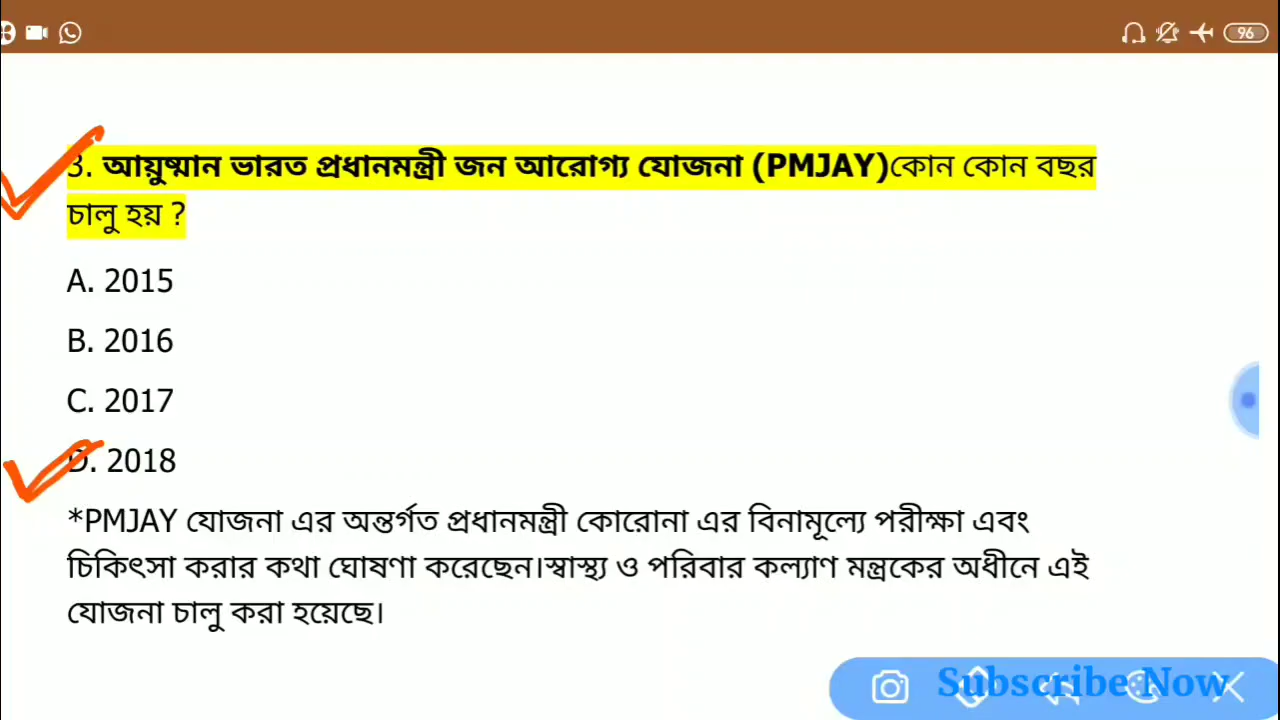 96
3. আয়ুষ্মান ভারত প্রধানমন্ত্রী জন আরোগ্য যোজনা (PMJAY)কোন কোন বছর
চালু হয় ?
A. 2015
B. 2016
C. 2017
D. 2018
*PMJAY যোজনা এর অন্তর্গত প্রধানমন্ত্রী কোরোনা এর বিনামূল্যে পরীক্ষা এবং
চিকিৎসা করার কথা ঘোষণা করেছেন।স্বাস্থ্য ও পরিবার কল্যাণ মন্ত্রকের অধীনে এই
যোজনা চালু করা হয়েছে।
Subscribe Now